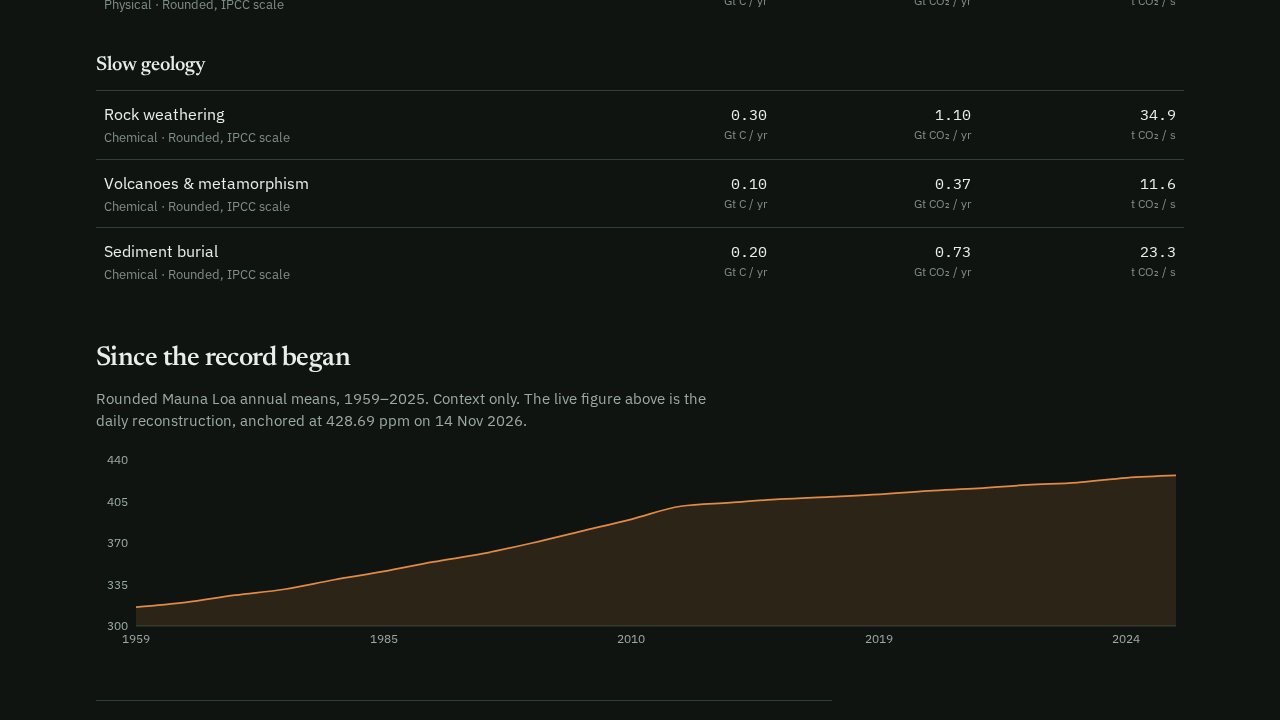 Physical · Rounded, IPCC scale Gt C / yr Gt CO₂ / yr t CO₂ / s
Slow geology
Rock weathering 0.30 1.10 34.9
Chemical · Rounded, IPCC scale Gt C / yr Gt CO₂ / yr t CO₂ / s
Volcanoes & metamorphism 0.10 0.37 11.6
Chemical · Rounded, IPCC scale Gt C / yr Gt CO₂ / yr t CO₂ / s
Sediment burial 0.20 0.73 23.3
Chemical · Rounded, IPCC scale Gt C / yr Gt CO₂ / yr t CO₂ / s
Since the record began
Rounded Mauna Loa annual means, 1959–2025. Context only. The live figure above is the
daily reconstruction, anchored at 428.69 ppm on 14 Nov 2026.
440
405
370
335
300
1959 1985 2010 2019 2024